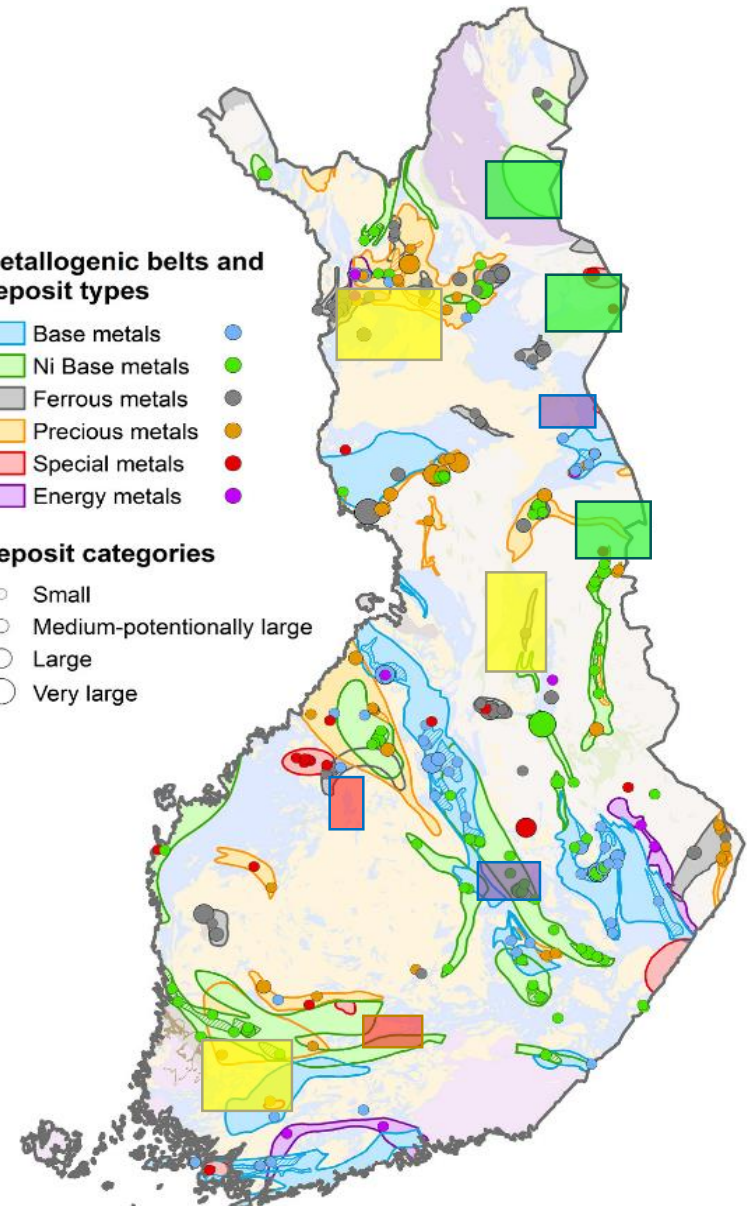 etallogenic belts and
eposit types
Base metals
Ni Base metals
Ferrous metals
Precious metals
Special metals
Energy metals
eposit categories
Small
Medium-potentially large
Large
Very large